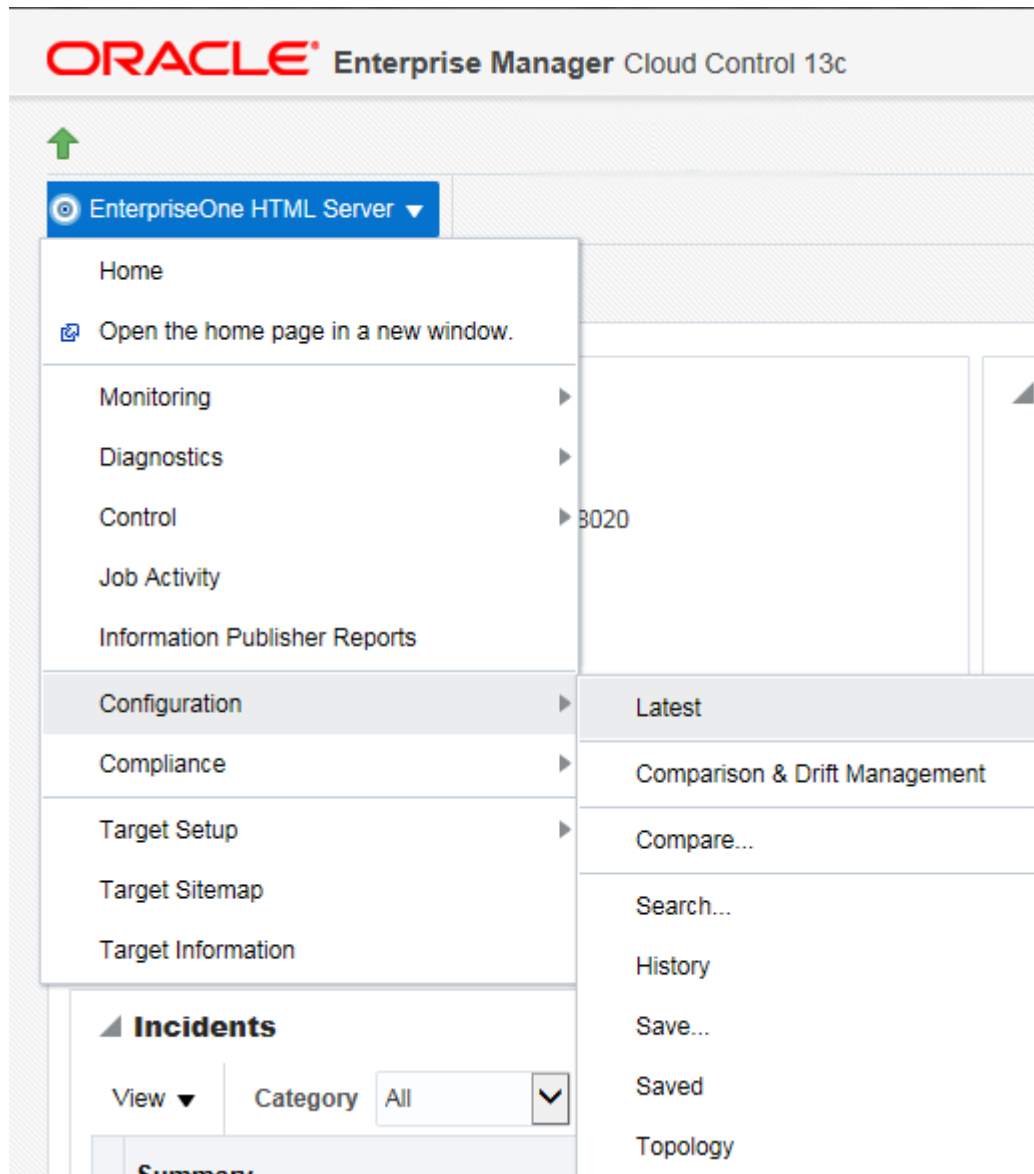 ORACLE Enterprise Manager Cloud Control 13c
EnterpriseOne HTML Server
Home
Open the home page in a new window.
Monitoring
Diagnostics
Control
8020
Job Activity
Information Publisher Reports
Configuration
Compliance
Target Setup
Target Sitemap
Target Information
Latest
Comparison & Drift Management
Compare...
Search...
History
Save...
Saved
Topology
Incidents
View
Category All
Summary